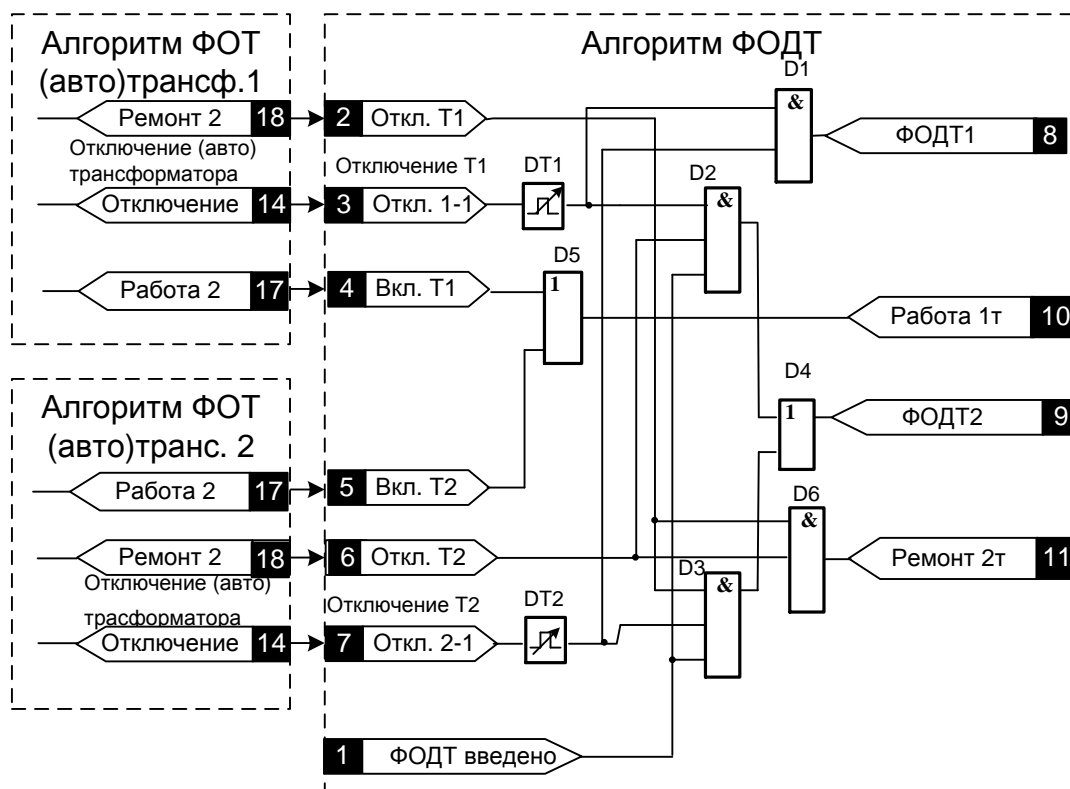 Алгоритм ФОТ
(авто)трансф.1
Ремонт 2 18
Отключение (авто)
трансформатора
Отключение 14
Работа 2 17
Алгоритм ФОТ
(авто)транс. 2
Работа 2 17
Ремонт 2 18
Отключение (авто)
трасформатора
Отключение 14
Алгоритм ФОДТ
2 Откл. Т1
Отключение Т1
3 Откл. 1-1
DT1
4 Вкл. Т1
5 Вкл. Т2
6 Откл. Т2
Отключение Т2
7 Откл. 2-1
DT2
1 ФОДТ введено
D1
&
D2
&
D5
1
D4
1
D6
&
D3
&
ФОДТ1 8
Работа 1т 10
ФОДТ2 9
Ремонт 2т 11